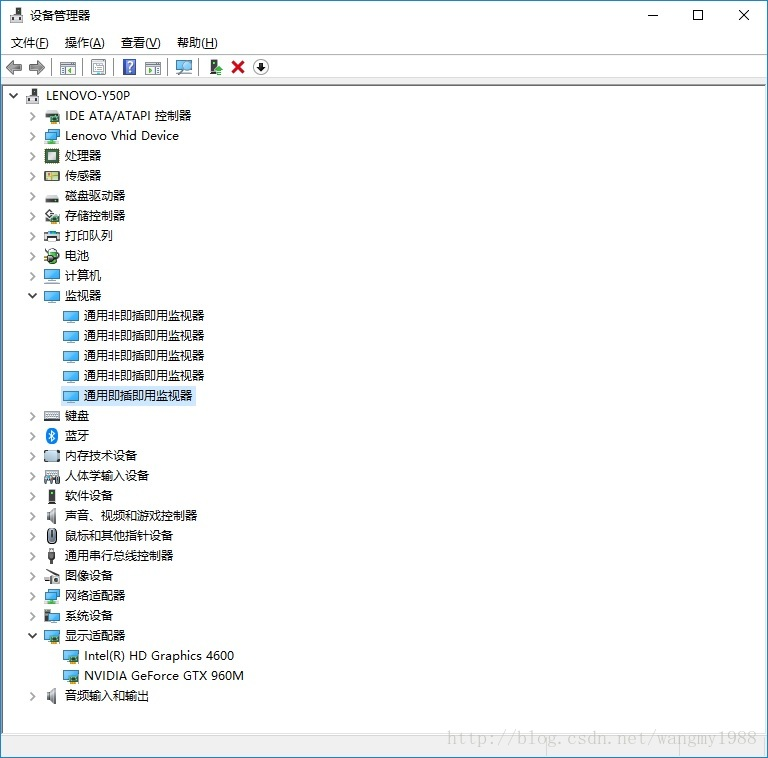 设备管理器
文件(F) 操作(A) 查看(V) 帮助(H)
LENOVO-Y50P
IDE ATA/ATAPI 控制器
Lenovo Vhid Device
处理器
传感器
磁盘驱动器
存储控制器
打印队列
电池
计算机
监视器
通用非即插即用监视器
通用非即插即用监视器
通用非即插即用监视器
通用非即插即用监视器
通用即插即用监视器
键盘
蓝牙
内存技术设备
人体学输入设备
软件设备
声音、视频和游戏控制器
鼠标和其他指针设备
通用串行总线控制器
图像设备
网络适配器
系统设备
显示适配器
Intel(R) HD Graphics 4600
NVIDIA GeForce GTX 960M
音频输入和输出
http://blog.csdn.net/wangmy1988